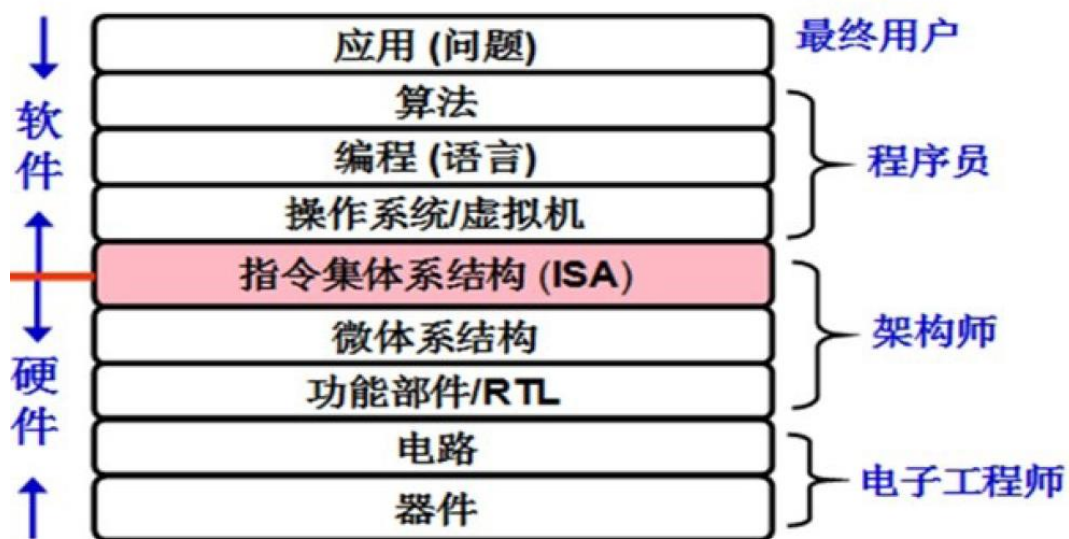 应用 (问题)
最终用户
算法
编程 (语言)
操作系统/虚拟机
程序员
指令集体系结构 (ISA)
微体系结构
功能部件/RTL
架构师
电路
器件
电子工程师
软件
硬件